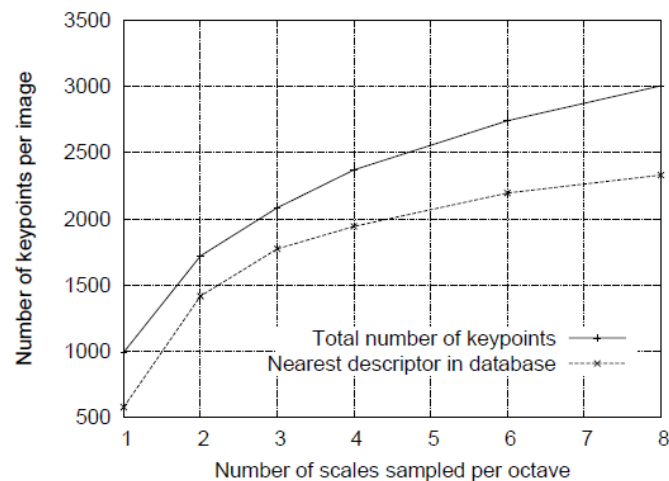 Number of keypoints per image
3500
3000
2500
2000
1500
1000
500
Total number of keypoints
Nearest descriptor in database
1 2 3 4 5 6 7 8
Number of scales sampled per octave